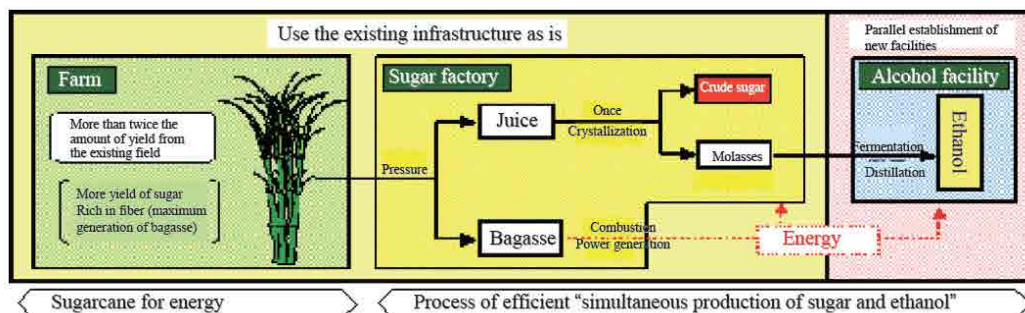 Use the existing infrastructure as is
Parallel establishment of
new facilities
Farm
More than twice the
amount of yield from
the existing field
More yield of sugar
Rich in fiber (maximum
generation of bagasse)
Sugar factory
Pressure
Juice
Once
Crystallization
Crude sugar
Molasses
Bagasse
Combustion
Power generation
Energy
Alcohol facility
Fermentation
Distillation
Ethanol
Sugarcane for energy
Process of efficient “simultaneous production of sugar and ethanol”